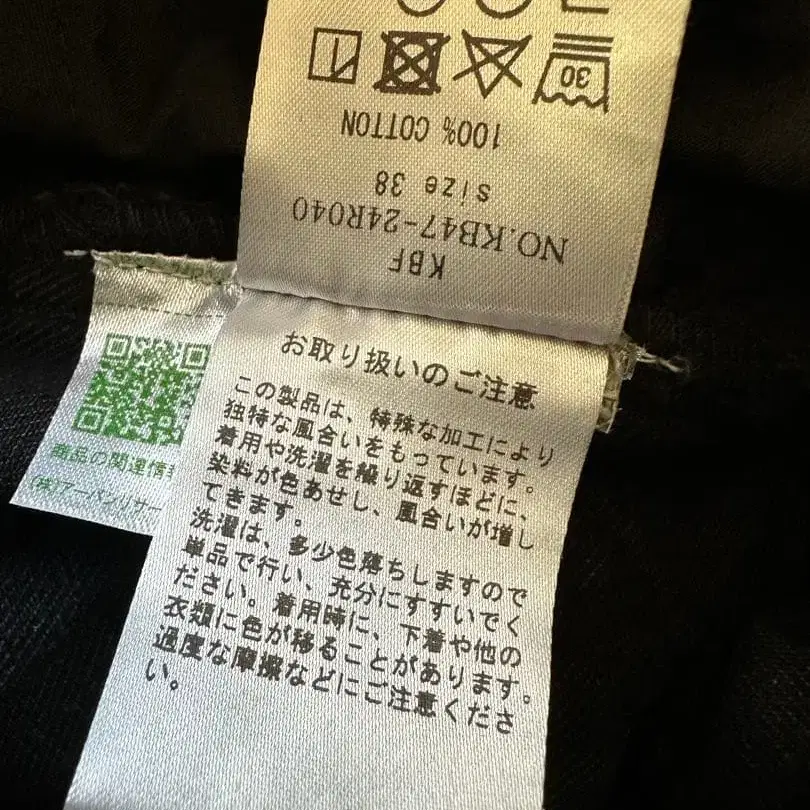 KBF
NO.KB47-24R040
size 38
100% COTTON
30
お取り扱いのご注意
この製品は、特殊な加工により
独特な風合いをもっています。
着用や洗濯を繰り返すほどに、
染料が色あせし、風合いが増し
てきます。
洗濯は、多少色薄ちしますので
単品で行い、充分にすすいでく
ださい。着用時に、下着や他の
衣類に色が移ることがあります。
過度な摩擦などにご注意くださ
い。
商品の関連情
(株)アーバンリサー